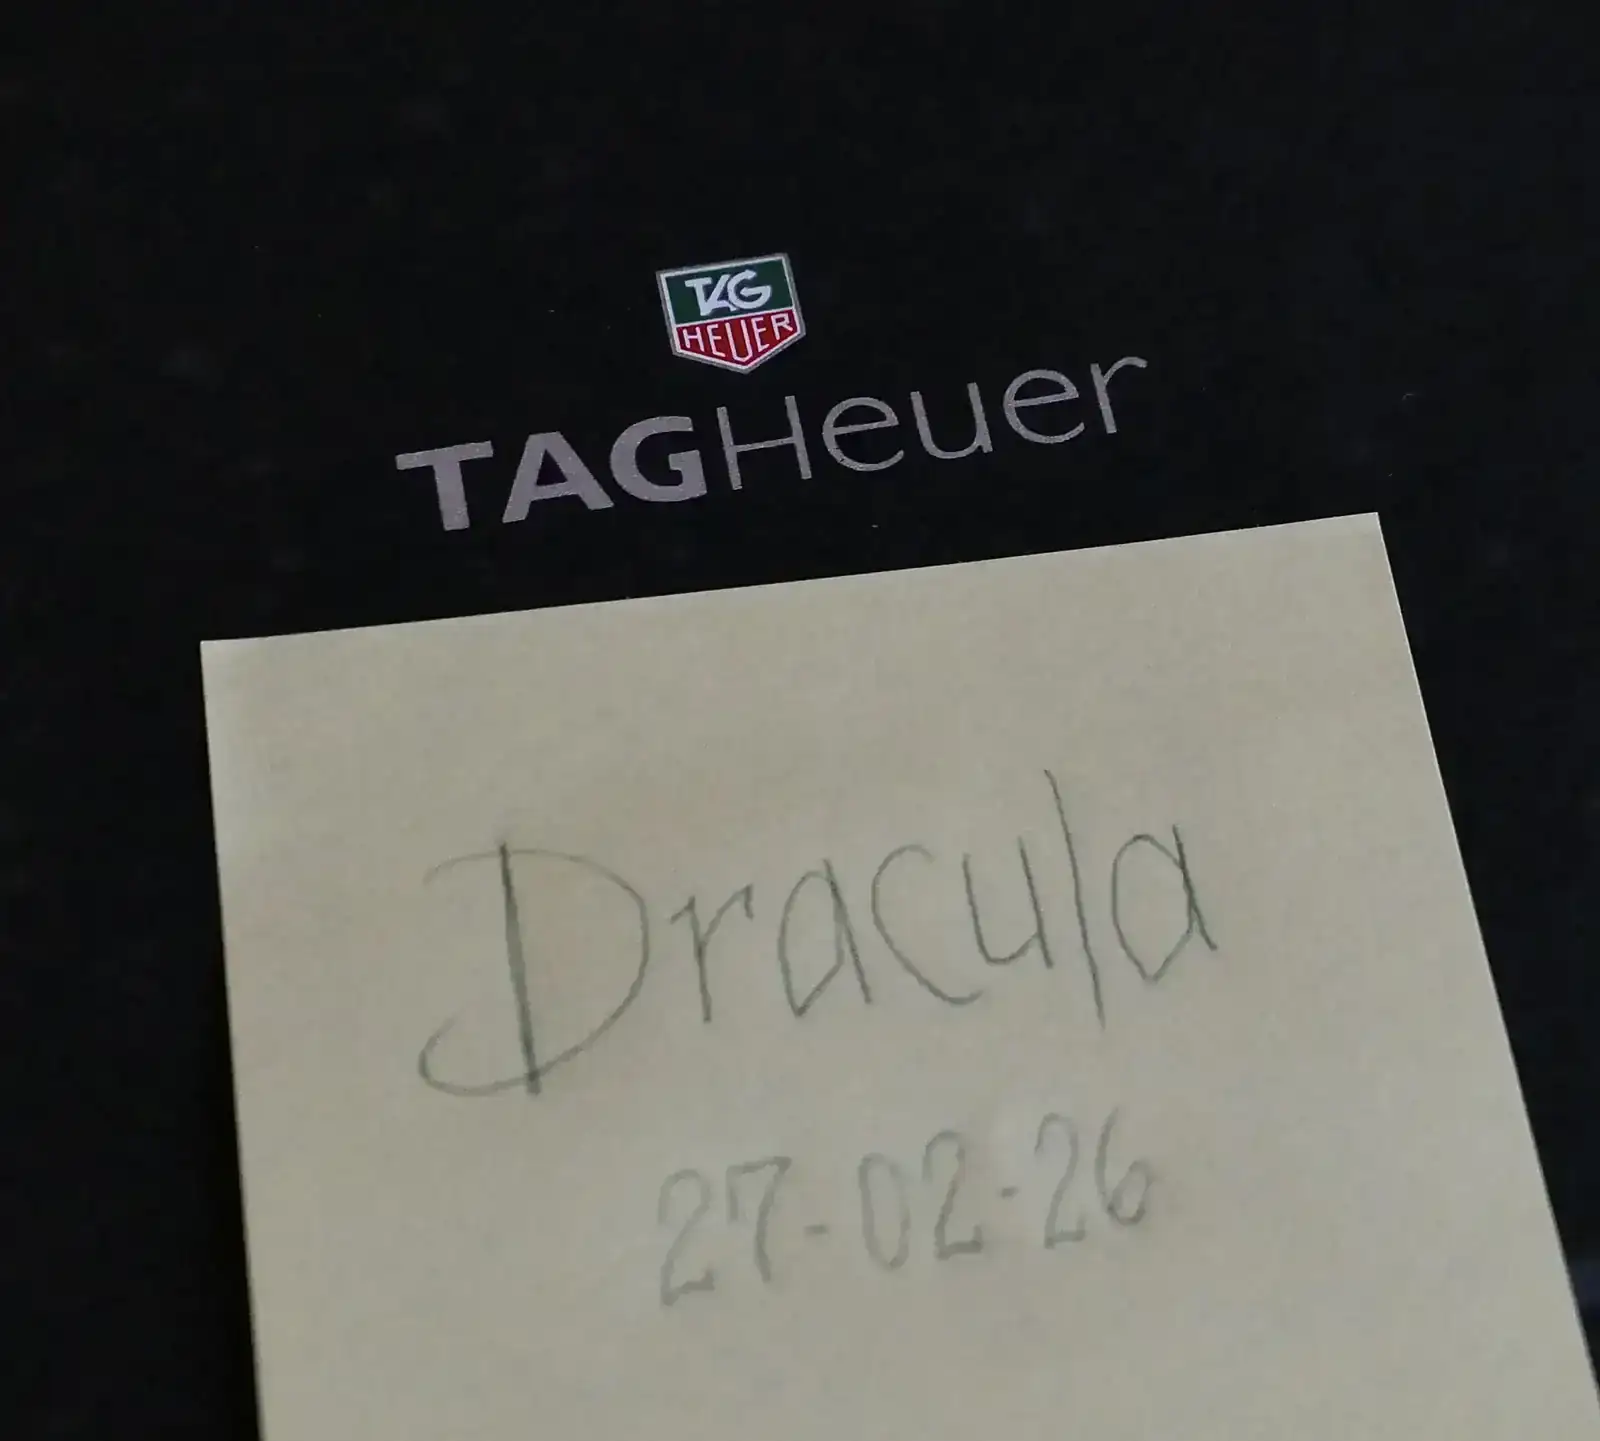 TAG
HEUER
TAGHeuer
Dracula
27-02-26